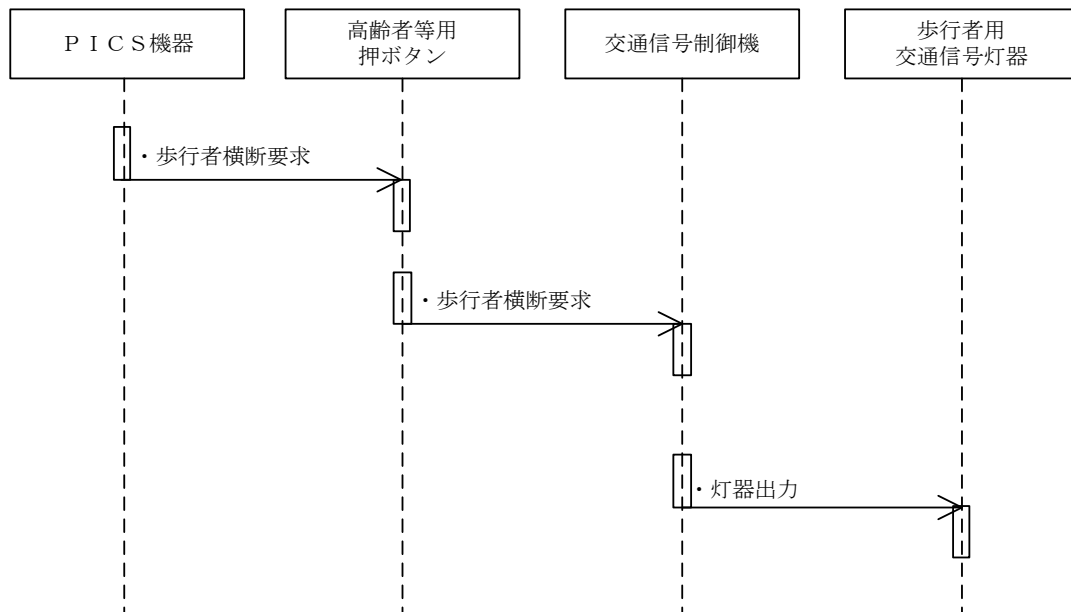 ＰＩＣＳ機器
高齢者等用
押ボタン
交通信号制御機
歩行者用
交通信号灯器
・歩行者横断要求
・歩行者横断要求
・灯器出力